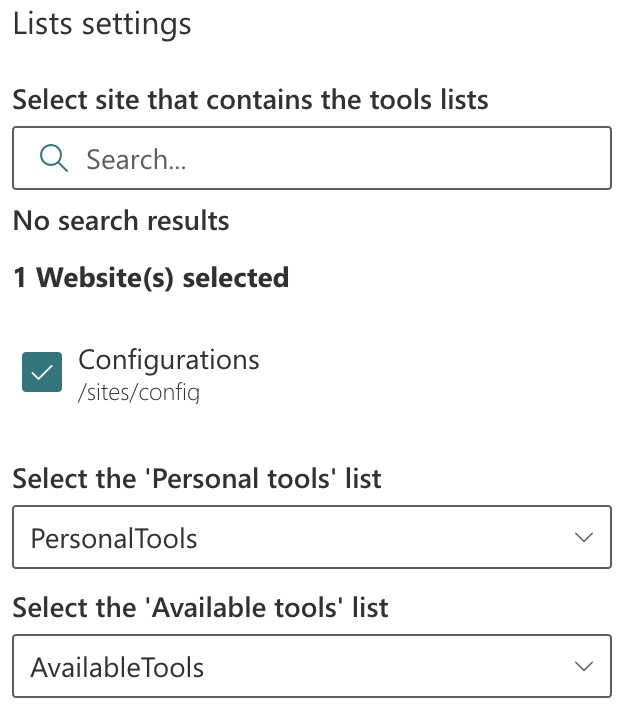 Lists settings
Select site that contains the tools lists
Search...
No search results
1 Website(s) selected
Configurations
/sites/config
Select the 'Personal tools' list
PersonalTools
Select the 'Available tools' list
AvailableTools